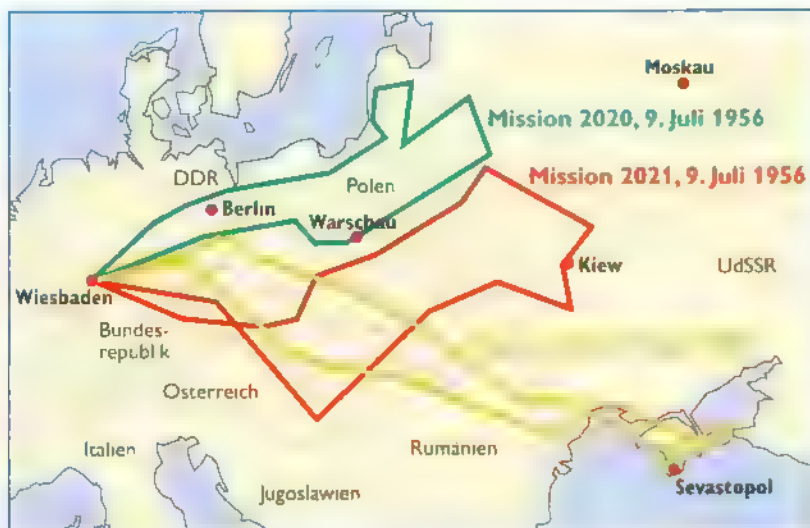 Moskau
Mission 2020, 9. Juli 1956
DDR
Polen
Mission 2021, 9. Juli 1956
Berlin
Warschau
Kiew
UdSSR
Wiesbaden
Bundes-
republik
Osterreich
Italien
Rumänien
Jugoslawien
Sevastopol